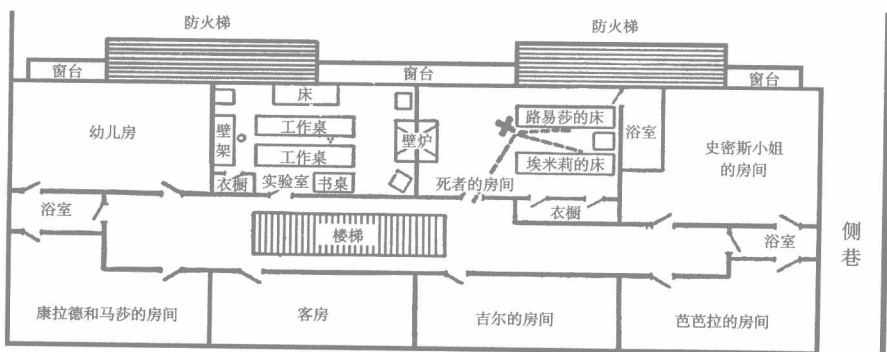 防火梯
防火梯
窗台
窗台
窗台
幼儿房
壁架
床
工作桌
工作桌
衣橱
实验室
书桌
壁炉
死者的房间
路易莎的床
埃米莉的床
浴室
史密斯小姐
的房间
衣橱
浴室
楼梯
浴室
侧巷
康拉德和马莎的房间
客房
吉尔的房间
芭芭拉的房间